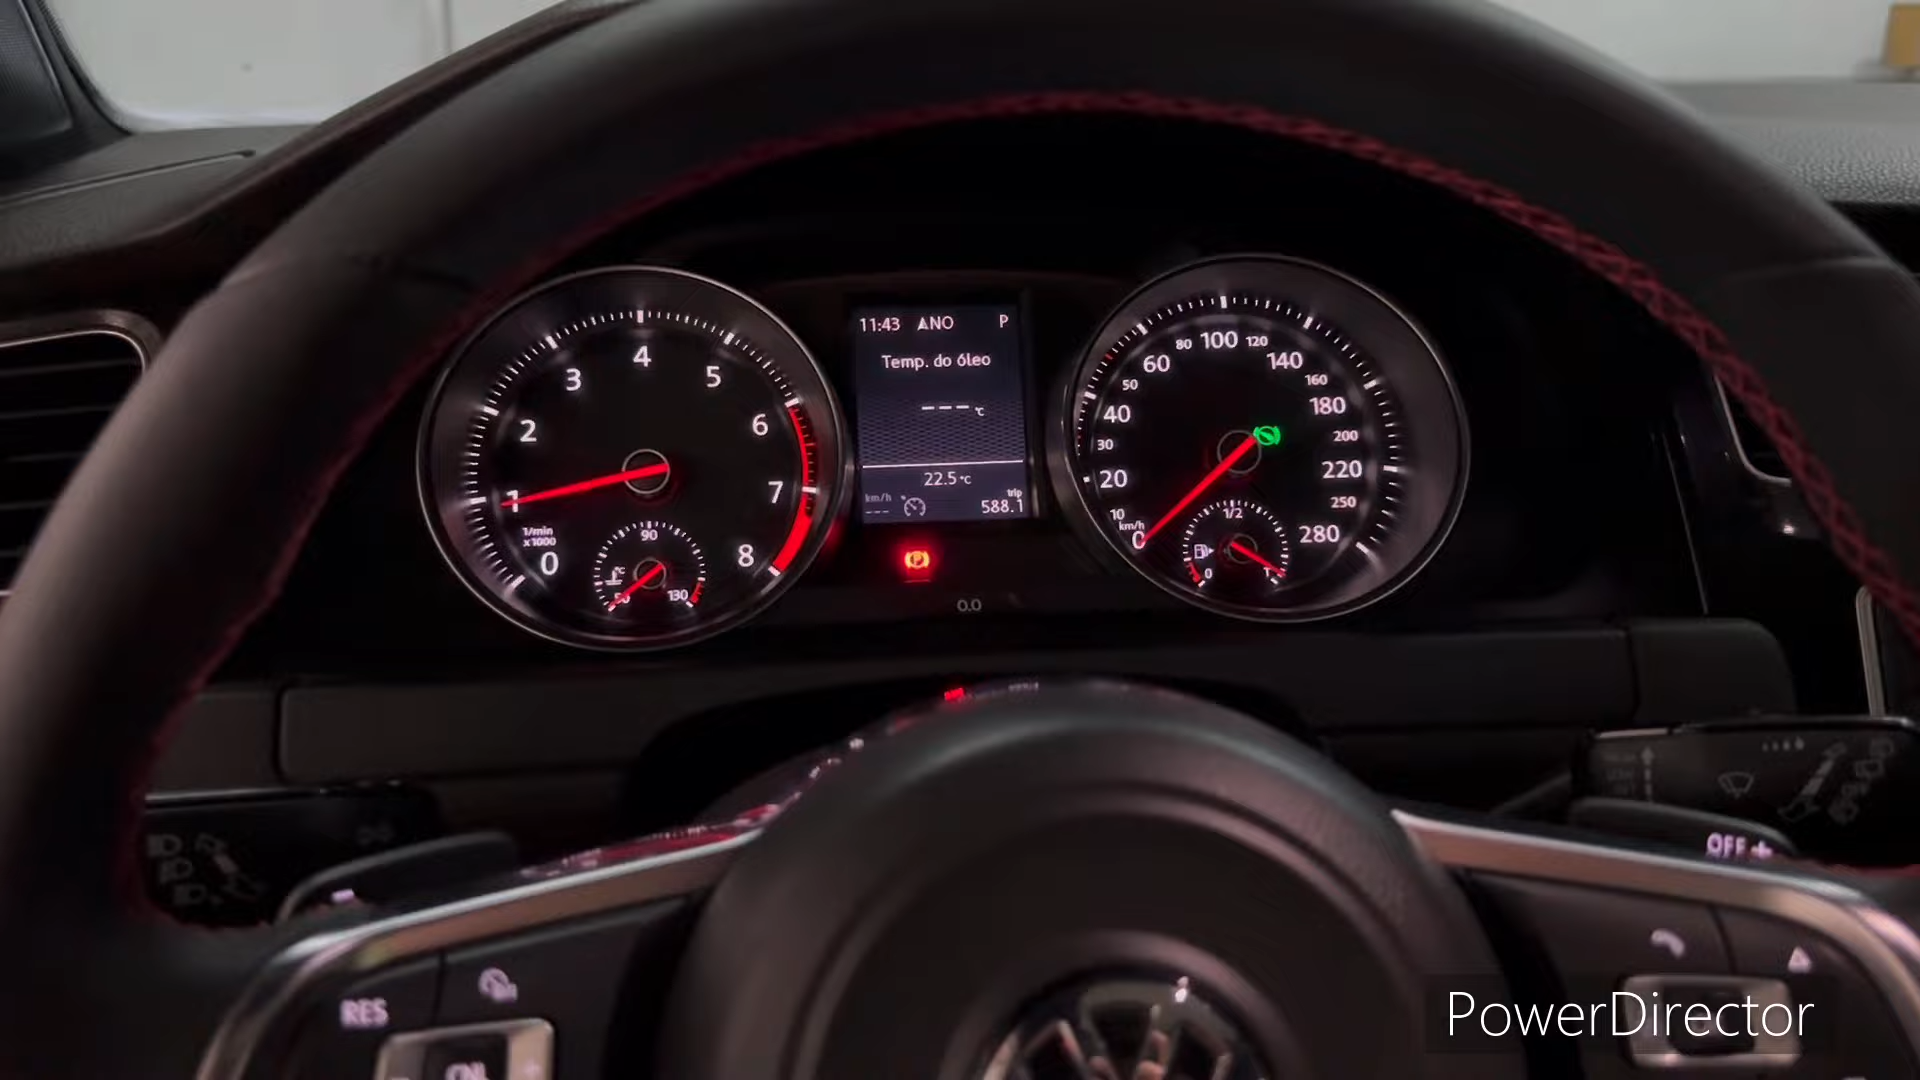 11:43 ANO P
Temp. do óleo
--- °C
22.5 °C
km/h
---
trip
588.1
0.0
0
1
2
3
4
5
6
7
8
1/min
x1000
50
90
130
°C
0
10
20
30
40
50
60
80
100
120
140
160
180
200
220
250
280
km/h
0
1/2
1
OFF +
RES
PowerDirector